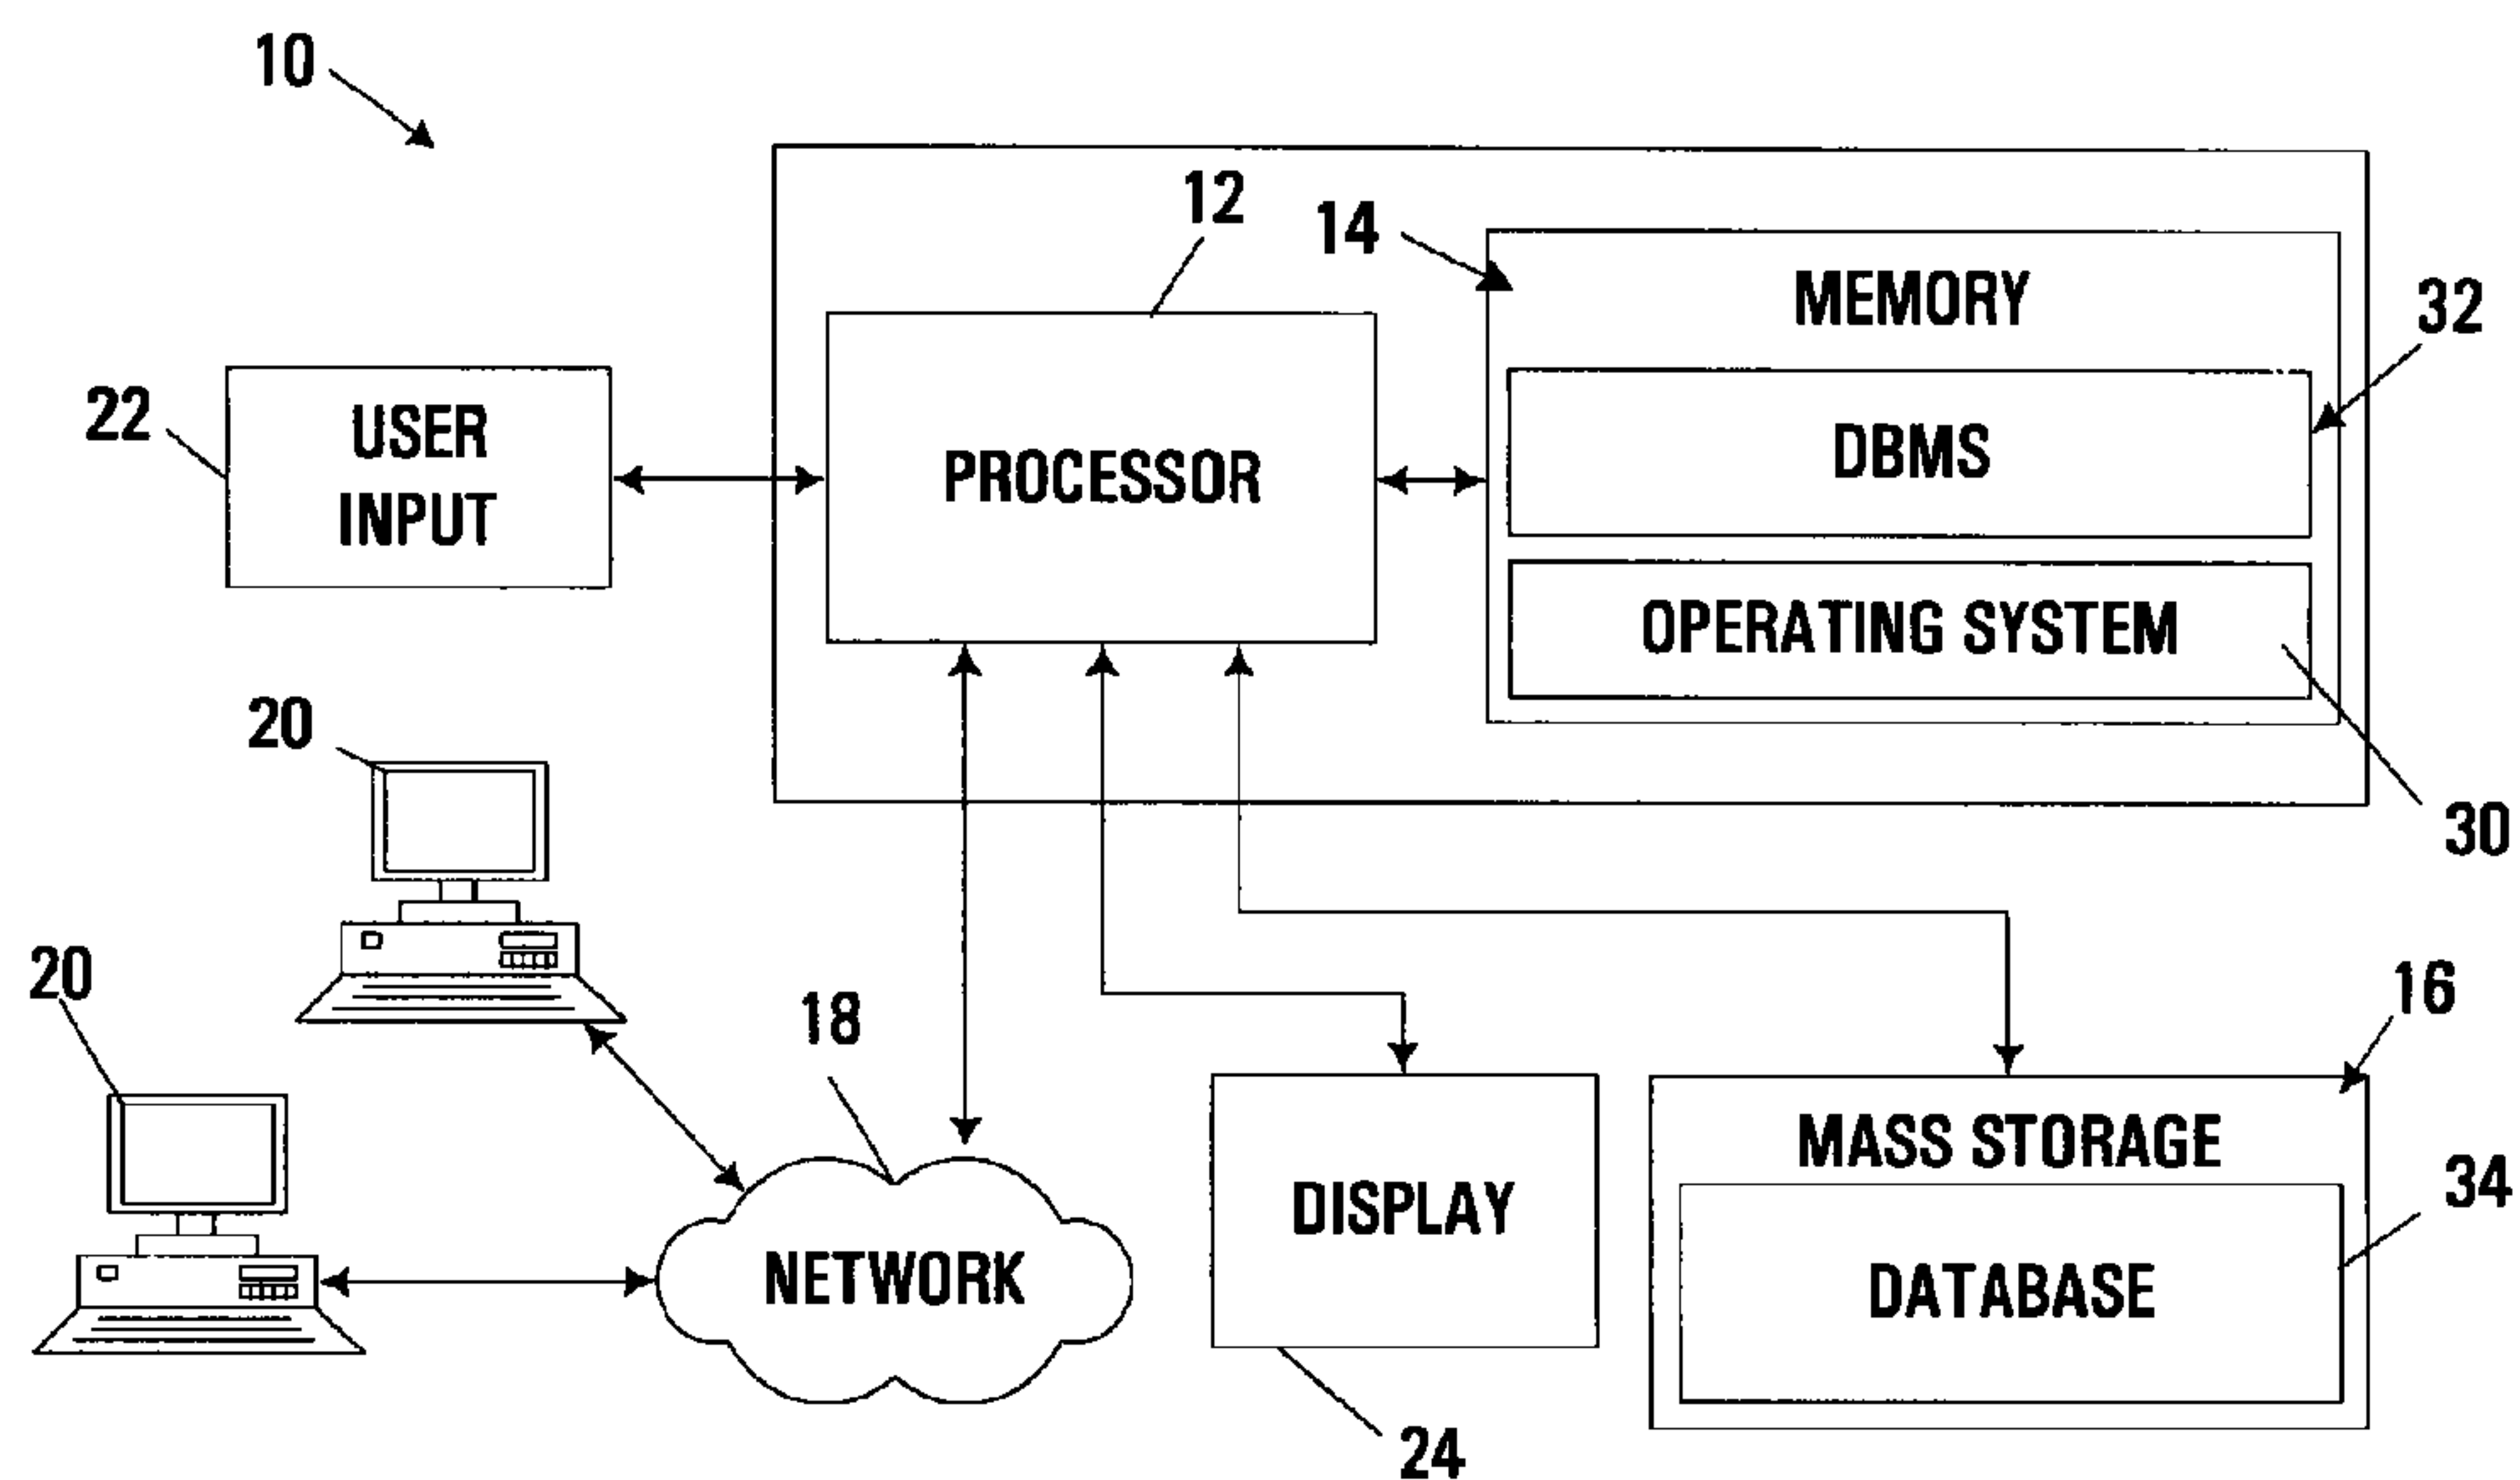 10
12
14
MEMORY
32
22
USER
INPUT
PROCESSOR
DBMS
OPERATING SYSTEM
20
30
20
18
16
MASS STORAGE
34
DISPLAY
NETWORK
DATABASE
24